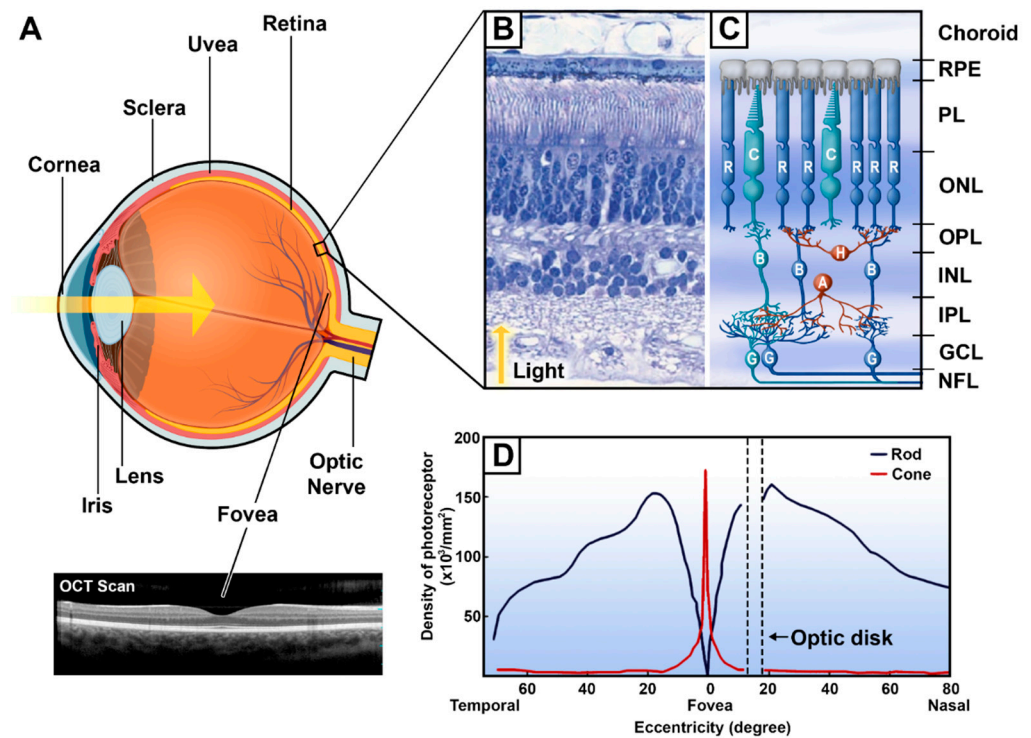 A
Retina
Uvea
Sclera
Cornea
Lens
Iris
Optic
Nerve
Fovea
OCT Scan
B
Light
C
Choroid
RPE
PL
ONL
OPL
INL
IPL
GCL
NFL
R C R R C R R R
H
B B B
A
G G G
D
Rod
Cone
Density of photoreceptor
(x10³/mm²)
200
150
100
50
Optic disk
60 40 20 0 20 40 60 80
Temporal Fovea Nasal
Eccentricity (degree)